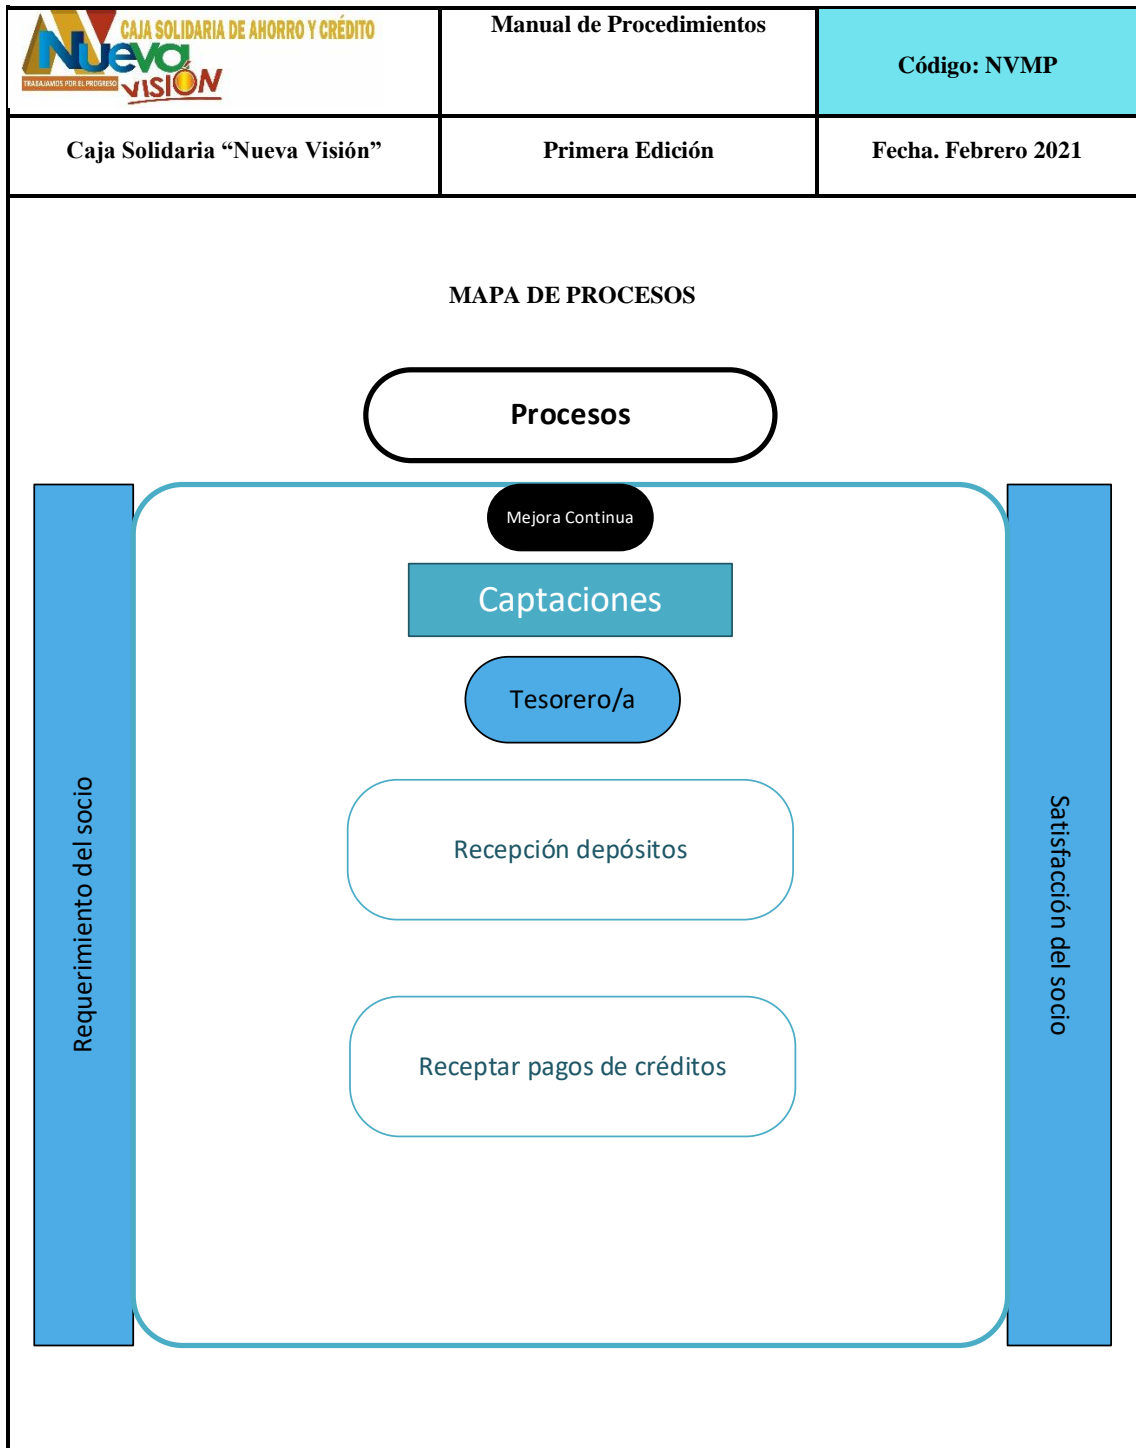 CAJA SOLIDARIA DE AHORRO Y CRÉDITO
Nueva
TRABAJAMOS POR EL PROGRESO
VISIÓN
Manual de Procedimientos
Código: NVMP
Caja Solidaria “Nueva Visión”
Primera Edición
Fecha. Febrero 2021
MAPA DE PROCESOS
Procesos
Mejora Continua
Captaciones
Tesorero/a
Requerimiento del socio
Recepción depósitos
Receptar pagos de créditos
Satisfacción del socio